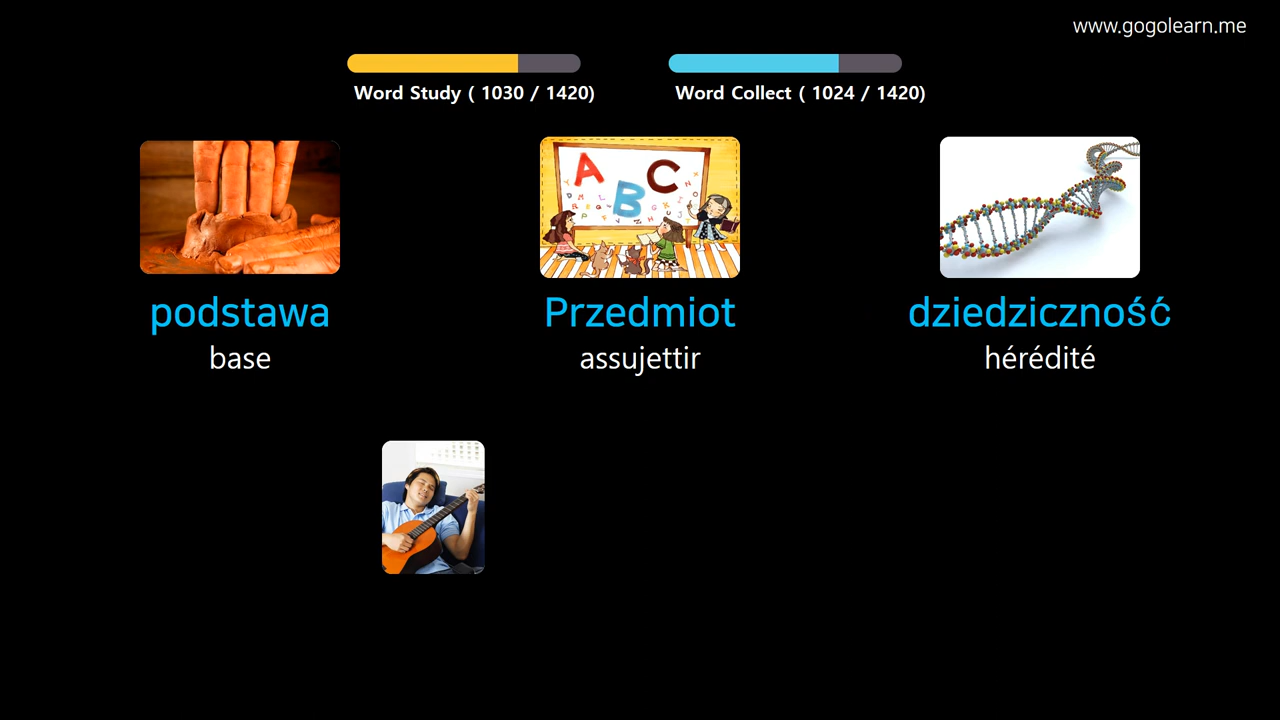 www.gogolearn.me
Word Study ( 1030 / 1420)
Word Collect ( 1024 / 1420)
A B C
podstawa
Przedmiot
dziedziczność
base
assujettir
hérédité